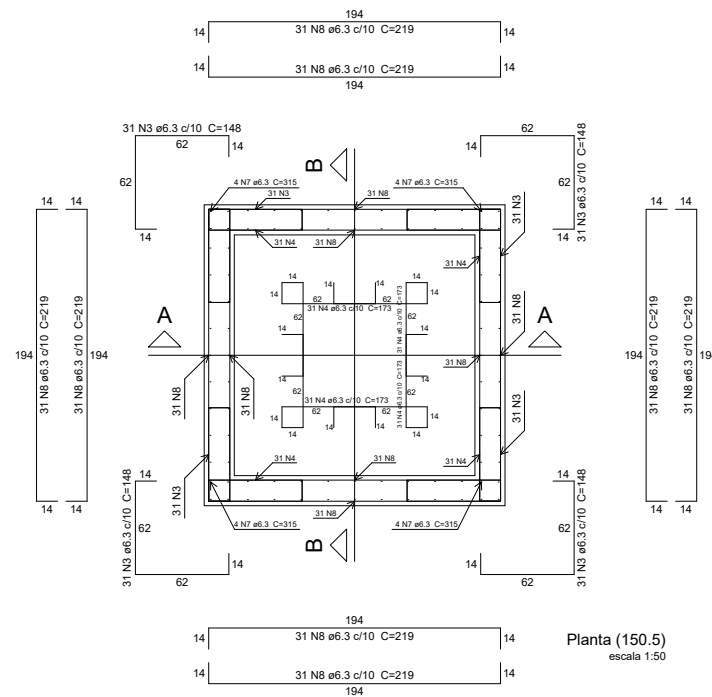 194
31 N8 ø6.3 c/10 C=219
14
14
14
31 N8 ø6.3 c/10 C=219
14
194
31 N3 ø6.3 c/10 C=148
62
14
62
14
62
14
62
14
31 N3 ø6.3 c/10 C=148
B
4 N7 ø6.3 C=315
31 N3
31 N8
4 N7 ø6.3 C=315
31 N4
31 N8
31 N4
31 N3
14
14
194
31 N8 ø6.3 c/10 C=219
31 N8 ø6.3 c/10 C=219
194
14
14
14
14
194
31 N8 ø6.3 c/10 C=219
31 N8 ø6.3 c/10 C=219
194
14
14
A
A
14
14
62
62
14
31 N4 ø6.3 c/10 C=173
62
62
14
14
31 N4 ø6.3 c/10 C=173
31 N8
31 N8
14
14
31 N4 ø6.3 c/10 C=173
62
62
31 N4 ø6.3 c/10 C=173
14
62
62
14
14
14
31 N8
31 N8
31 N3
31 N3
31 N4
31 N8
31 N4
4 N7 ø6.3 C=315
31 N8
4 N7 ø6.3 C=315
B
14
31 N3 ø6.3 c/10 C=148
62
14
62
14
62
14
62
31 N3 ø6.3 c/10 C=148
194
14
31 N8 ø6.3 c/10 C=219
14
14
31 N8 ø6.3 c/10 C=219
14
194
Planta (150.5)
escala 1:50